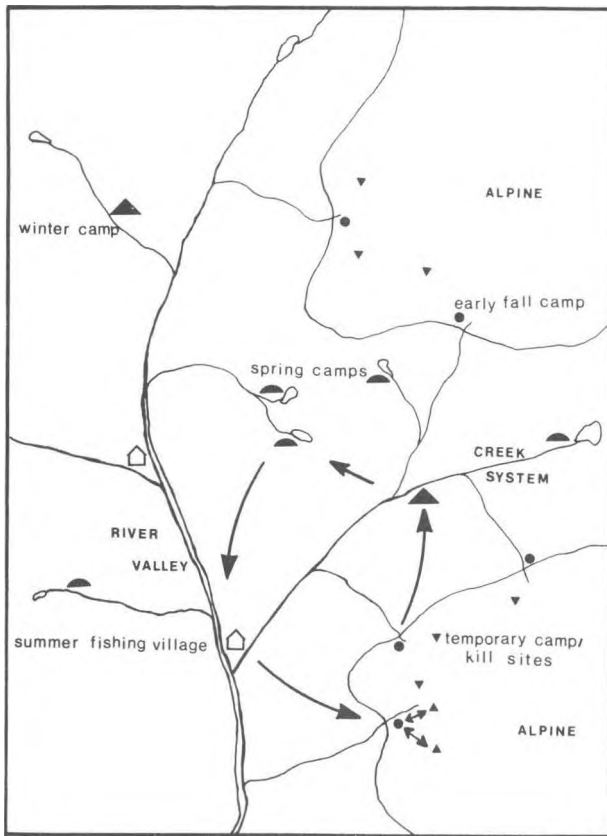 ALPINE
winter camp
early fall camp
spring camps
CREEK
SYSTEM
RIVER
VALLEY
summer fishing village
temporary camp/
kill sites
ALPINE